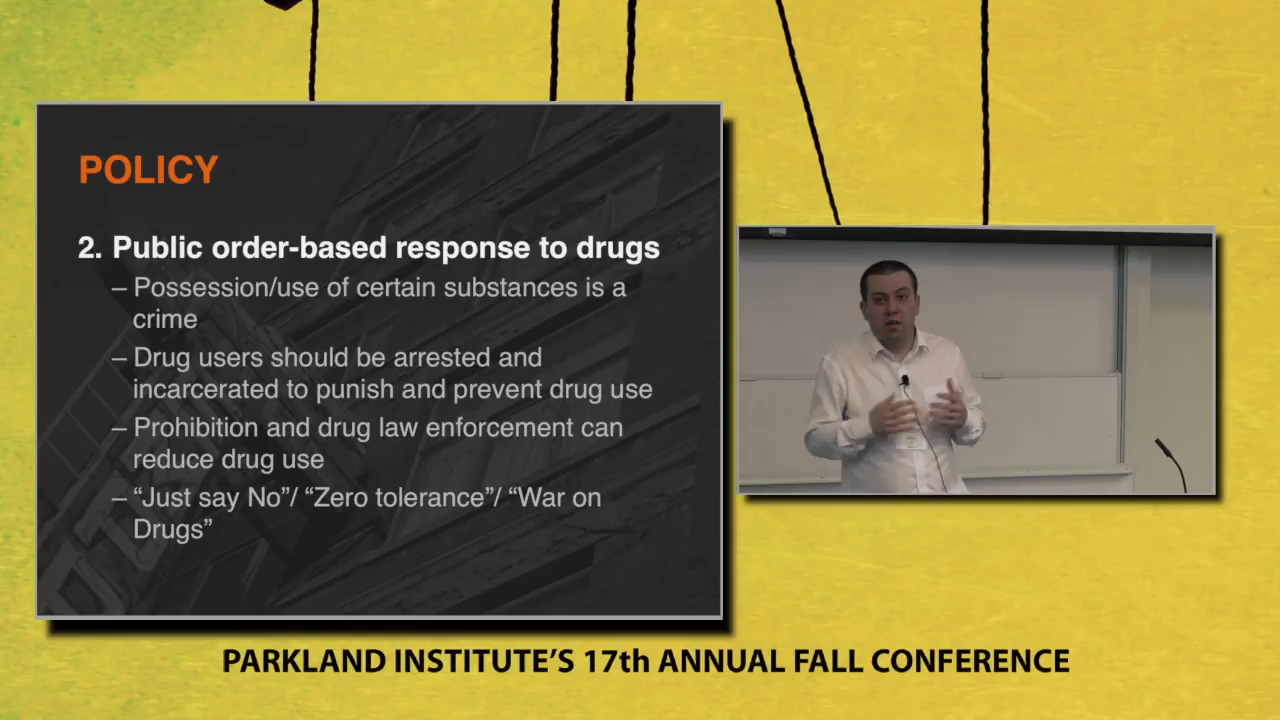 POLICY
2. Public order-based response to drugs
– Possession/use of certain substances is a
crime
– Drug users should be arrested and
incarcerated to punish and prevent drug use
– Prohibition and drug law enforcement can
reduce drug use
– “Just say No”/ “Zero tolerance”/ “War on
Drugs”
PARKLAND INSTITUTE’S 17th ANNUAL FALL CONFERENCE